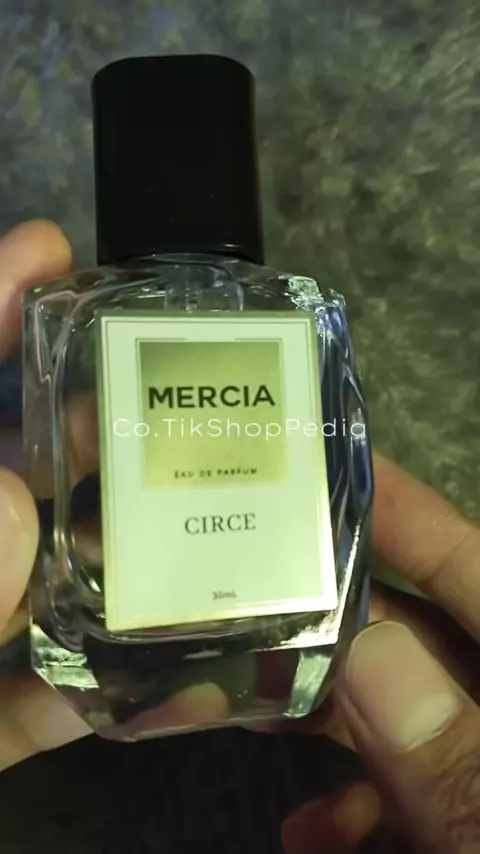 MERCIA
Co.TikShopPedia
EAU DE PARFUM
CIRCE
30mL